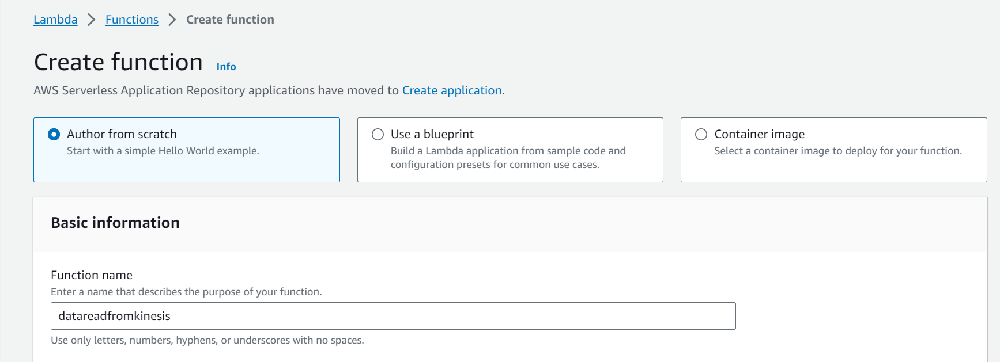 Lambda > Functions > Create function
Create function Info
AWS Serverless Application Repository applications have moved to Create application.
Author from scratch
Start with a simple Hello World example.
Use a blueprint
Build a Lambda application from sample code and
configuration presets for common use cases.
Container image
Select a container image to deploy for your function.
Basic information
Function name
Enter a name that describes the purpose of your function.
datareadfromkinesis
Use only letters, numbers, hyphens, or underscores with no spaces.